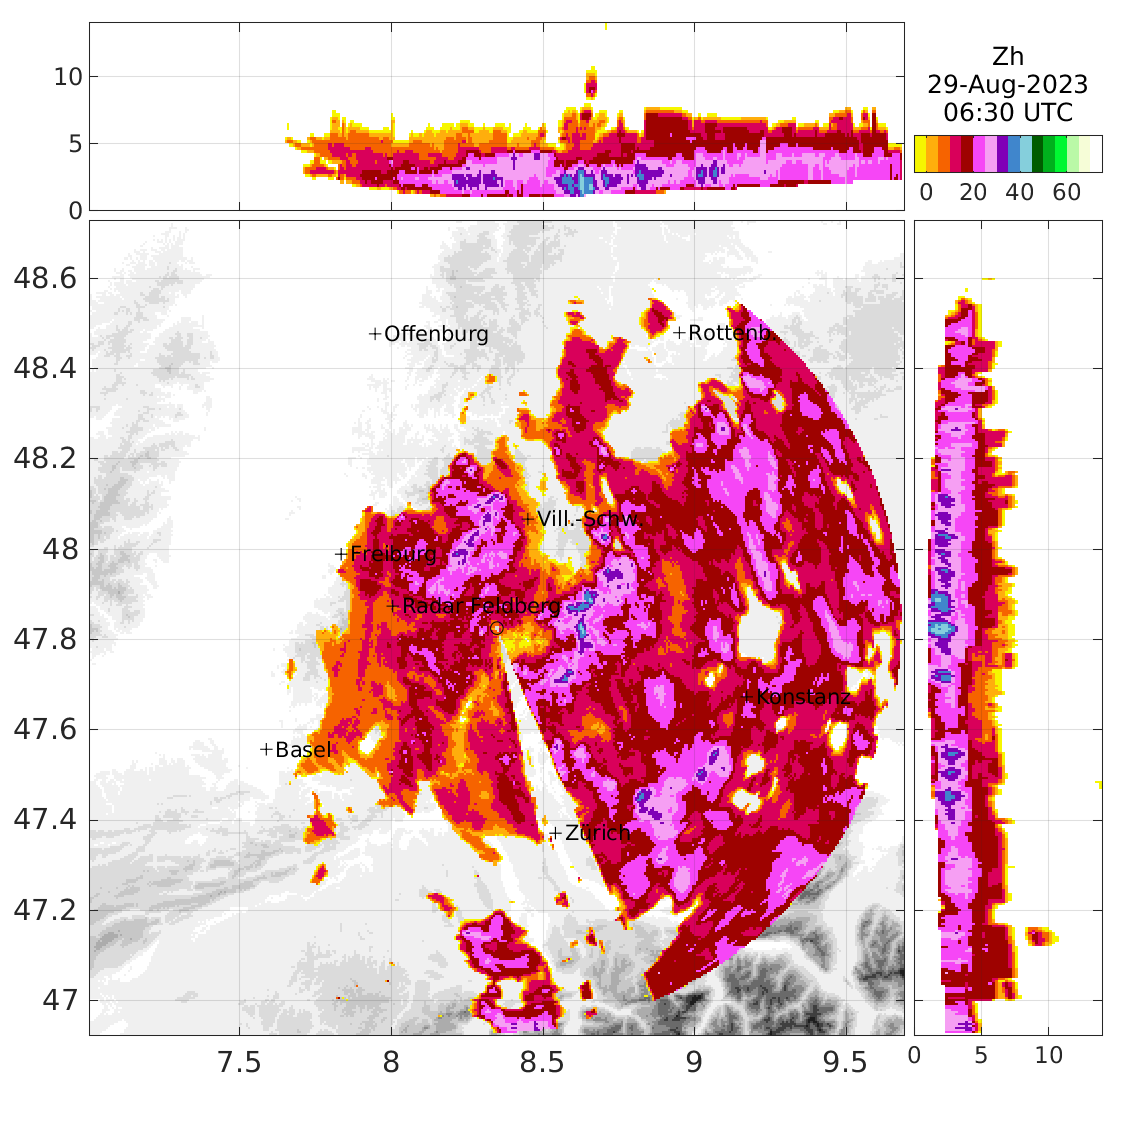 10
5
0
Zh
29-Aug-2023
06:30 UTC
0 20 40 60
48.6
48.4
48.2
48
47.8
47.6
47.4
47.2
47
+Offenburg
+Rottenb.
+Vill.-Schw.
+Freiburg
+Radar Feldberg
+Konstanz
+Basel
+Zürich
7.5 8 8.5 9 9.5
0 5 10